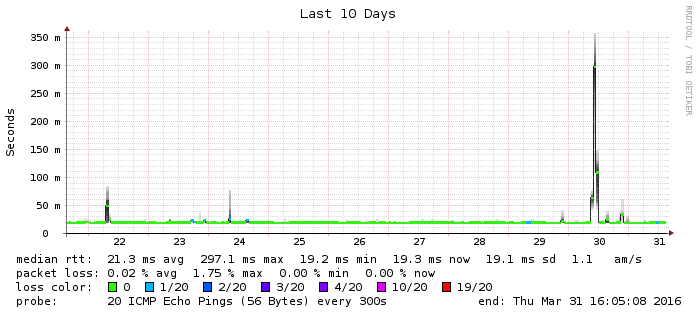 Last 10 Days
RRDTOOL / TOBI OETIKER
Seconds
350 m
300 m
250 m
200 m
150 m
100 m
50 m
0
22 23 24 25 26 27 28 29 30 31
median rtt: 21.3 ms avg 297.1 ms max 19.2 ms min 19.3 ms now 19.1 ms sd 1.1 am/s
packet loss: 0.02 % avg 1.75 % max 0.00 % min 0.00 % now
loss color: 0 1/20 2/20 3/20 4/20 10/20 19/20
probe: 20 ICMP Echo Pings (56 Bytes) every 300s end: Thu Mar 31 16:05:08 2016